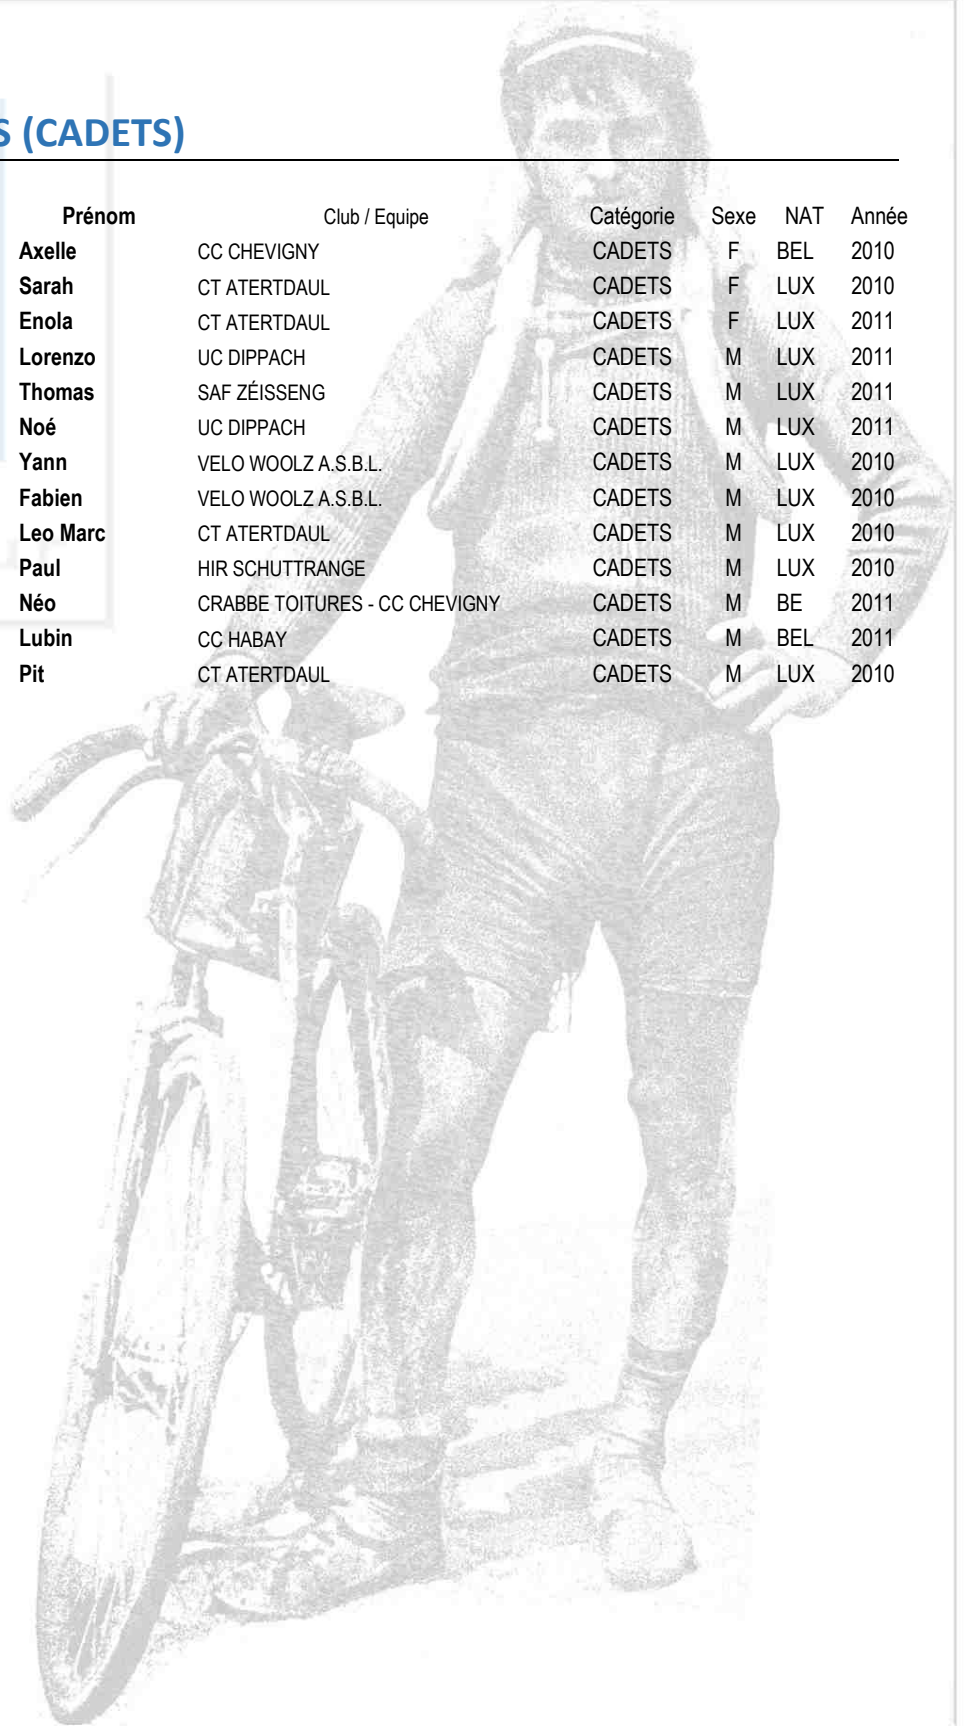 S (CADETS)
Prénom Club / Equipe Catégorie Sexe NAT Année
Axelle CC CHEVIGNY CADETS F BEL 2010
Sarah CT ATERTDAUL CADETS F LUX 2010
Enola CT ATERTDAUL CADETS F LUX 2011
Lorenzo UC DIPPACH CADETS M LUX 2011
Thomas SAF ZÉISSENG CADETS M LUX 2011
Noé UC DIPPACH CADETS M LUX 2011
Yann VELO WOOLZ A.S.B.L. CADETS M LUX 2010
Fabien VELO WOOLZ A.S.B.L. CADETS M LUX 2010
Leo Marc CT ATERTDAUL CADETS M LUX 2010
Paul HIR SCHUTTRANGE CADETS M LUX 2010
Néo CRABBE TOITURES - CC CHEVIGNY CADETS M BE 2011
Lubin CC HABAY CADETS M BEL 2011
Pit CT ATERTDAUL CADETS M LUX 2010